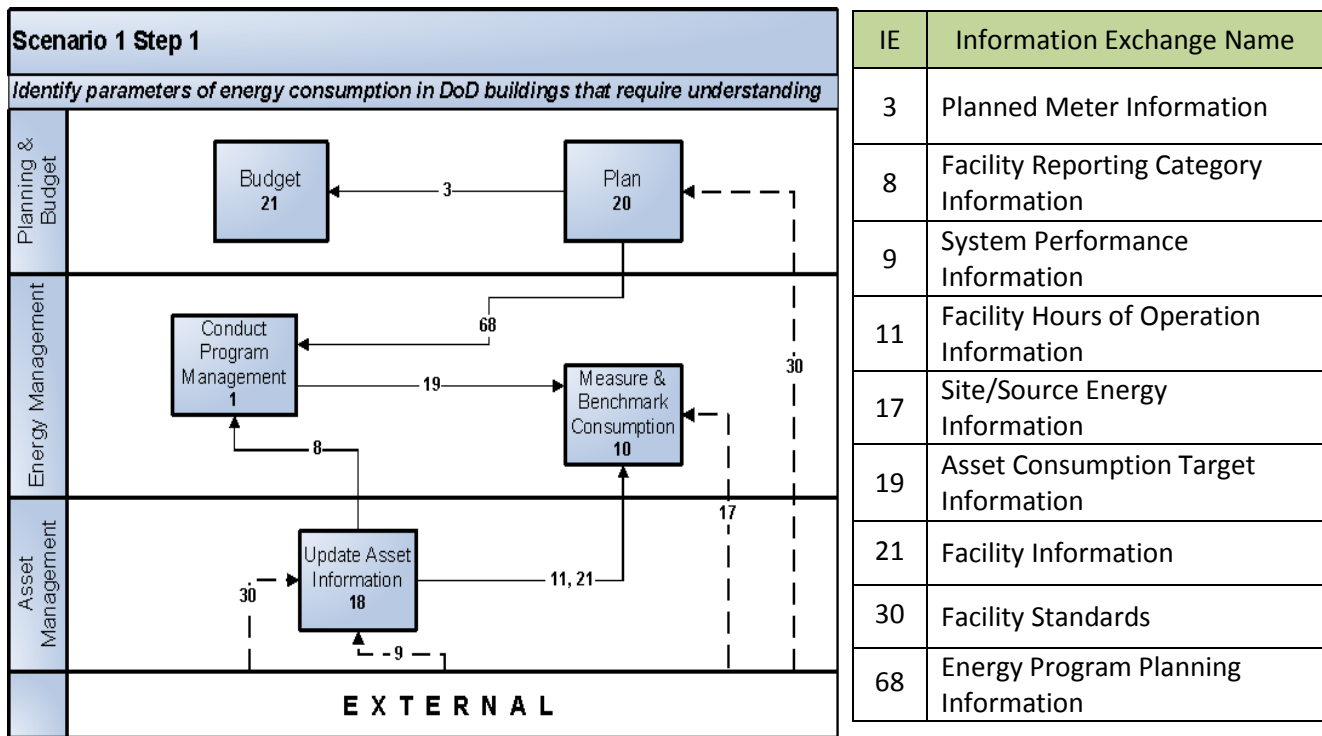 Scenario 1 Step 1
Identify parameters of energy consumption in DoD buildings that require understanding
Planning &
Budget
Budget
21
3
Plan
20
Energy Management
Conduct
Program
Management
1
68
19
Measure &
Benchmark
Consumption
10
30
8
17
Asset
Management
Update Asset
Information
18
11, 21
30
9
EXTERNAL
IE Information Exchange Name
3 Planned Meter Information
8 Facility Reporting Category
Information
9 System Performance
Information
11 Facility Hours of Operation
Information
17 Site/Source Energy
Information
19 Asset Consumption Target
Information
21 Facility Information
30 Facility Standards
68 Energy Program Planning
Information